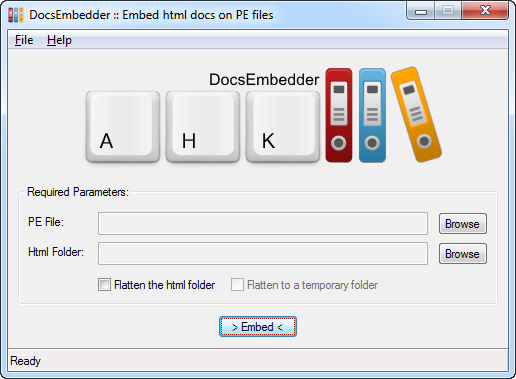 DocsEmbedder :: Embed html docs on PE files
File Help
DocsEmbedder
A H K
Required Parameters:
PE File: Browse
Html Folder: Browse
Flatten the html folder Flatten to a temporary folder
> Embed <
Ready